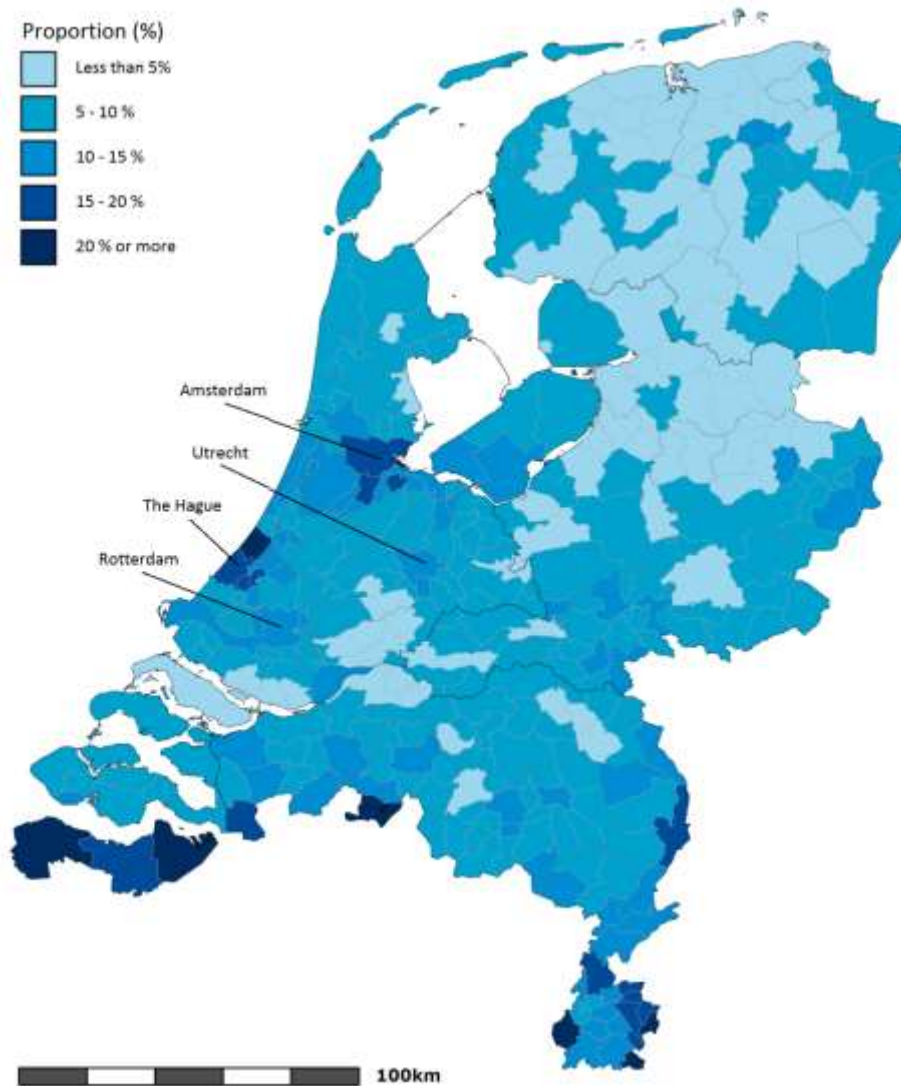 Proportion (%)
Less than 5%
5 - 10 %
10 - 15 %
15 - 20 %
20 % or more
Amsterdam
Utrecht
The Hague
Rotterdam
100km